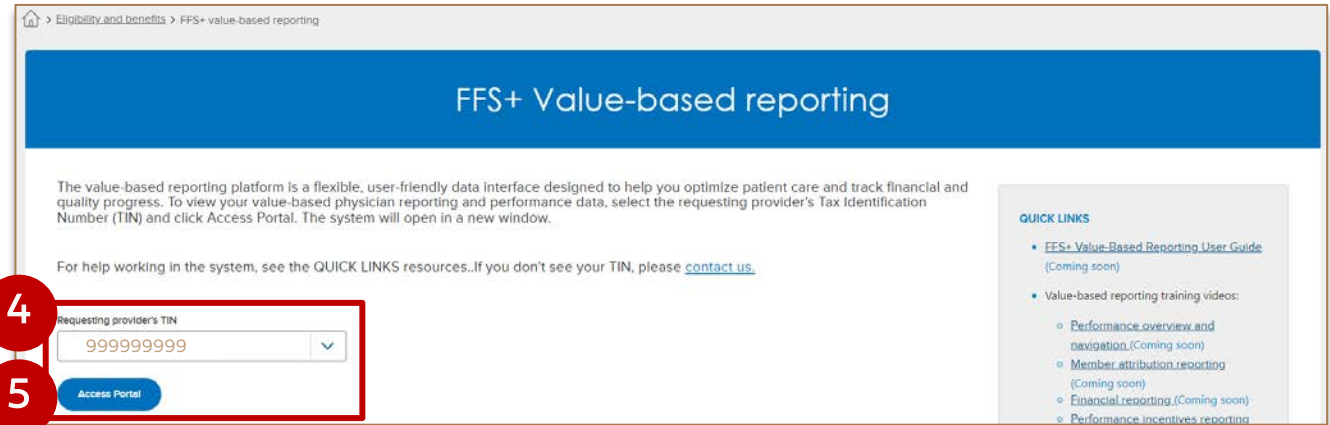 > Eligibility and benefits > FFS+ value-based reporting
FFS+ Value-based reporting
The value-based reporting platform is a flexible, user-friendly data interface designed to help you optimize patient care and track financial and
quality progress. To view your value-based physician reporting and performance data, select the requesting provider's Tax Identification
Number (TIN) and click Access Portal. The system will open in a new window.
For help working in the system, see the QUICK LINKS resources..If you don't see your TIN, please contact us.
4
Requesting provider's TIN
999999999
5
Access Portal
QUICK LINKS
• FFS+ Value-Based Reporting User Guide
(Coming soon)
• Value-based reporting training videos:
Performance overview and
navigation (Coming soon)
Member attribution reporting
(Coming soon)
Financial reporting (Coming soon)
Performance incentives reporting